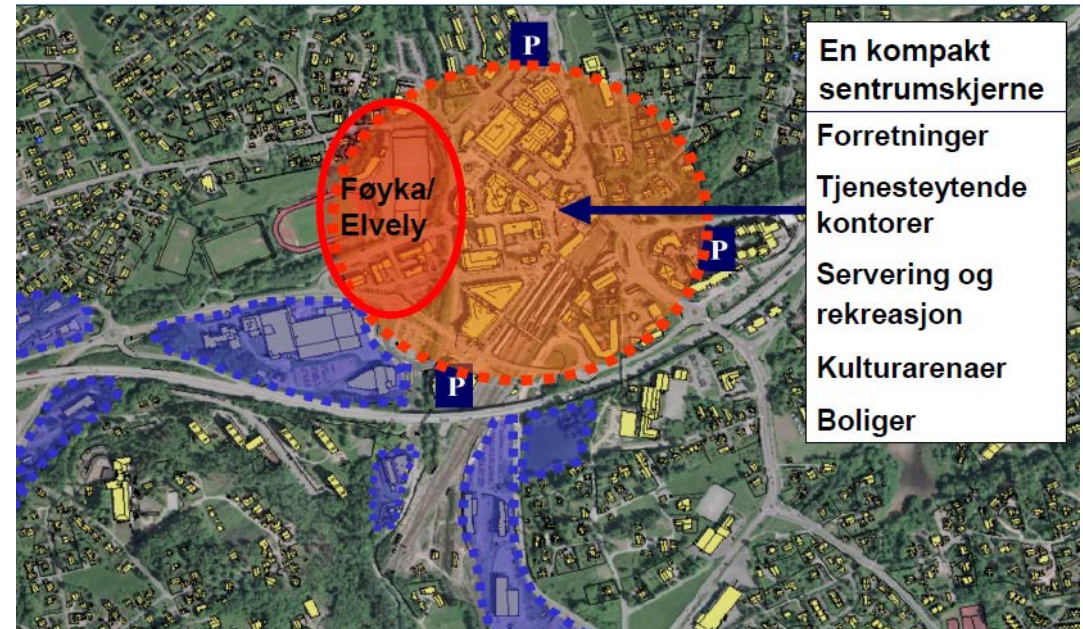 P
En kompakt
sentrumskjerne
Forretninger
Føyka/
Elvely
Tjenesteytende
kontorer
P
Servering og
rekreasjon
P
Kulturarenaer
Boliger